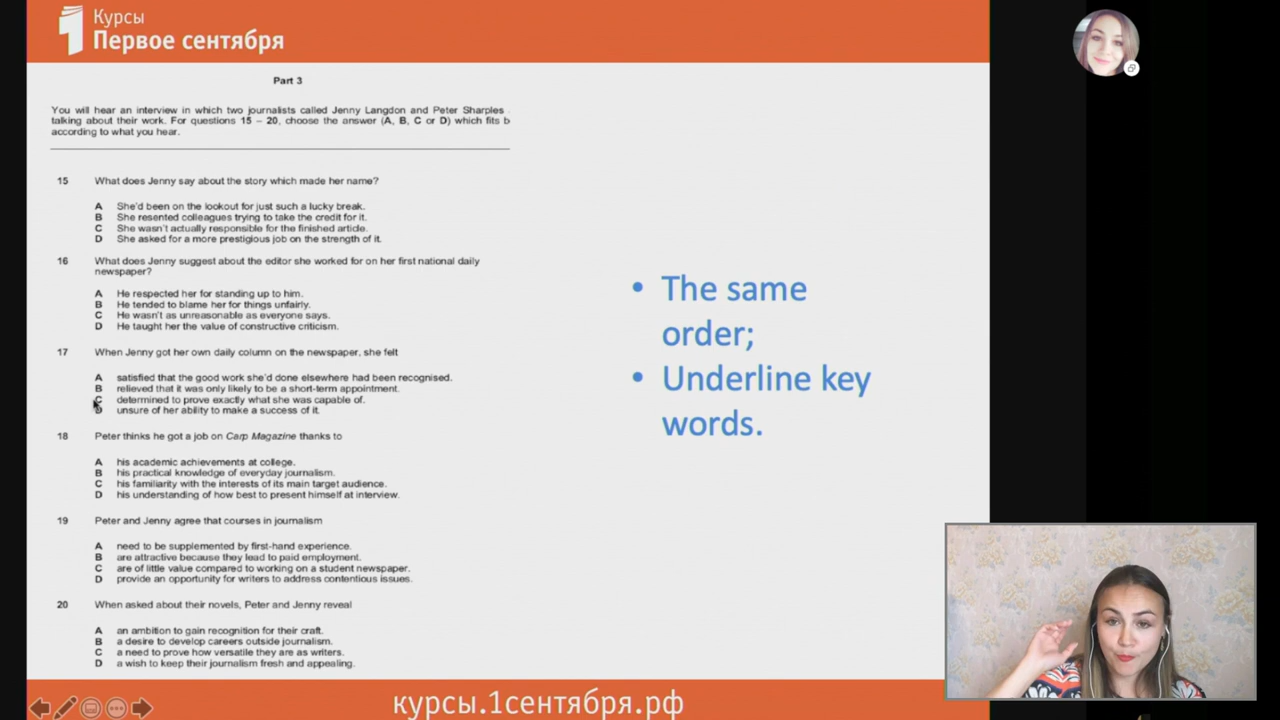 Курсы
Первое сентября
Part 3
You will hear an interview in which two journalists called Jenny Langdon and Peter Sharples
talking about their work. For questions 15 – 20, choose the answer (A, B, C or D) which fits b
according to what you hear.
15 What does Jenny say about the story which made her name?
A She'd been on the lookout for just such a lucky break.
B She resented colleagues trying to take the credit for it.
C She wasn't actually responsible for the finished article.
D She asked for a more prestigious job on the strength of it.
16 What does Jenny suggest about the editor she worked for on her first national daily
newspaper?
A He respected her for standing up to him.
B He tended to blame her for things unfairly.
C He wasn't as unreasonable as everyone says.
D He taught her the value of constructive criticism.
17 When Jenny got her own daily column on the newspaper, she felt
A satisfied that the good work she'd done elsewhere had been recognised.
B relieved that it was only likely to be a short-term appointment.
C determined to prove exactly what she was capable of.
D unsure of her ability to make a success of it.
18 Peter thinks he got a job on Carp Magazine thanks to
A his academic achievements at college.
B his practical knowledge of everyday journalism.
C his familiarity with the interests of its main target audience.
D his understanding of how best to present himself at interview.
19 Peter and Jenny agree that courses in journalism
A need to be supplemented by first-hand experience.
B are attractive because they lead to paid employment.
C are of little value compared to working on a student newspaper.
D provide an opportunity for writers to address contentious issues.
20 When asked about their novels, Peter and Jenny reveal
A an ambition to gain recognition for their craft.
B a desire to develop careers outside journalism.
C a need to prove how versatile they are as writers.
D a wish to keep their journalism fresh and appealing.
• The same
order;
• Underline key
words.
курсы.1сентября.рф